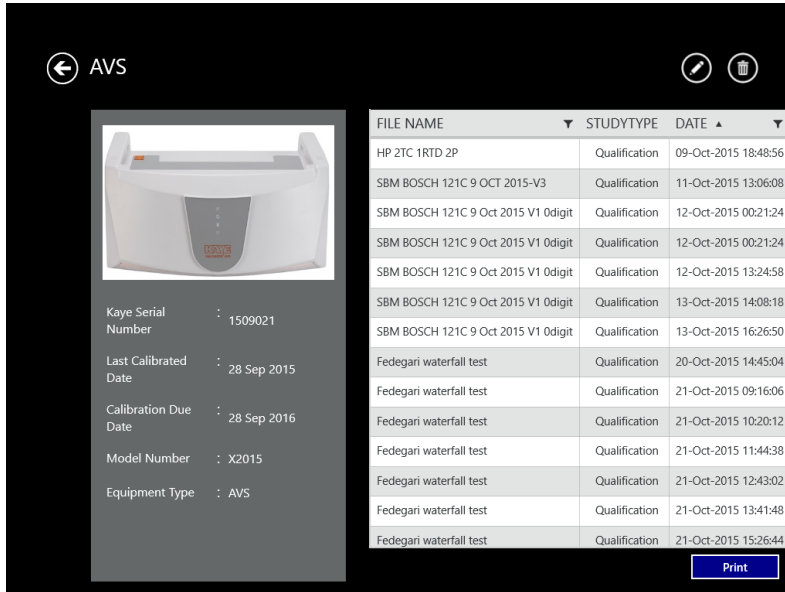 AVS
KAYE
Kaye Serial
Number : 1509021
Last Calibrated
Date : 28 Sep 2015
Calibration Due
Date : 28 Sep 2016
Model Number : X2015
Equipment Type : AVS
FILE NAME STUDYTYPE DATE
HP 2TC 1RTD 2P Qualification 09-Oct-2015 18:48:56
SBM BOSCH 121C 9 OCT 2015-V3 Qualification 11-Oct-2015 13:06:08
SBM BOSCH 121C 9 Oct 2015 V1 0digit Qualification 12-Oct-2015 00:21:24
SBM BOSCH 121C 9 Oct 2015 V1 0digit Qualification 12-Oct-2015 00:21:24
SBM BOSCH 121C 9 Oct 2015 V1 0digit Qualification 12-Oct-2015 13:24:58
SBM BOSCH 121C 9 Oct 2015 V1 0digit Qualification 13-Oct-2015 14:08:18
SBM BOSCH 121C 9 Oct 2015 V1 0digit Qualification 13-Oct-2015 16:26:50
Fedegari waterfall test Qualification 20-Oct-2015 14:45:04
Fedegari waterfall test Qualification 21-Oct-2015 09:16:06
Fedegari waterfall test Qualification 21-Oct-2015 10:20:12
Fedegari waterfall test Qualification 21-Oct-2015 11:44:38
Fedegari waterfall test Qualification 21-Oct-2015 12:43:02
Fedegari waterfall test Qualification 21-Oct-2015 13:41:48
Fedegari waterfall test Qualification 21-Oct-2015 15:26:44
Print